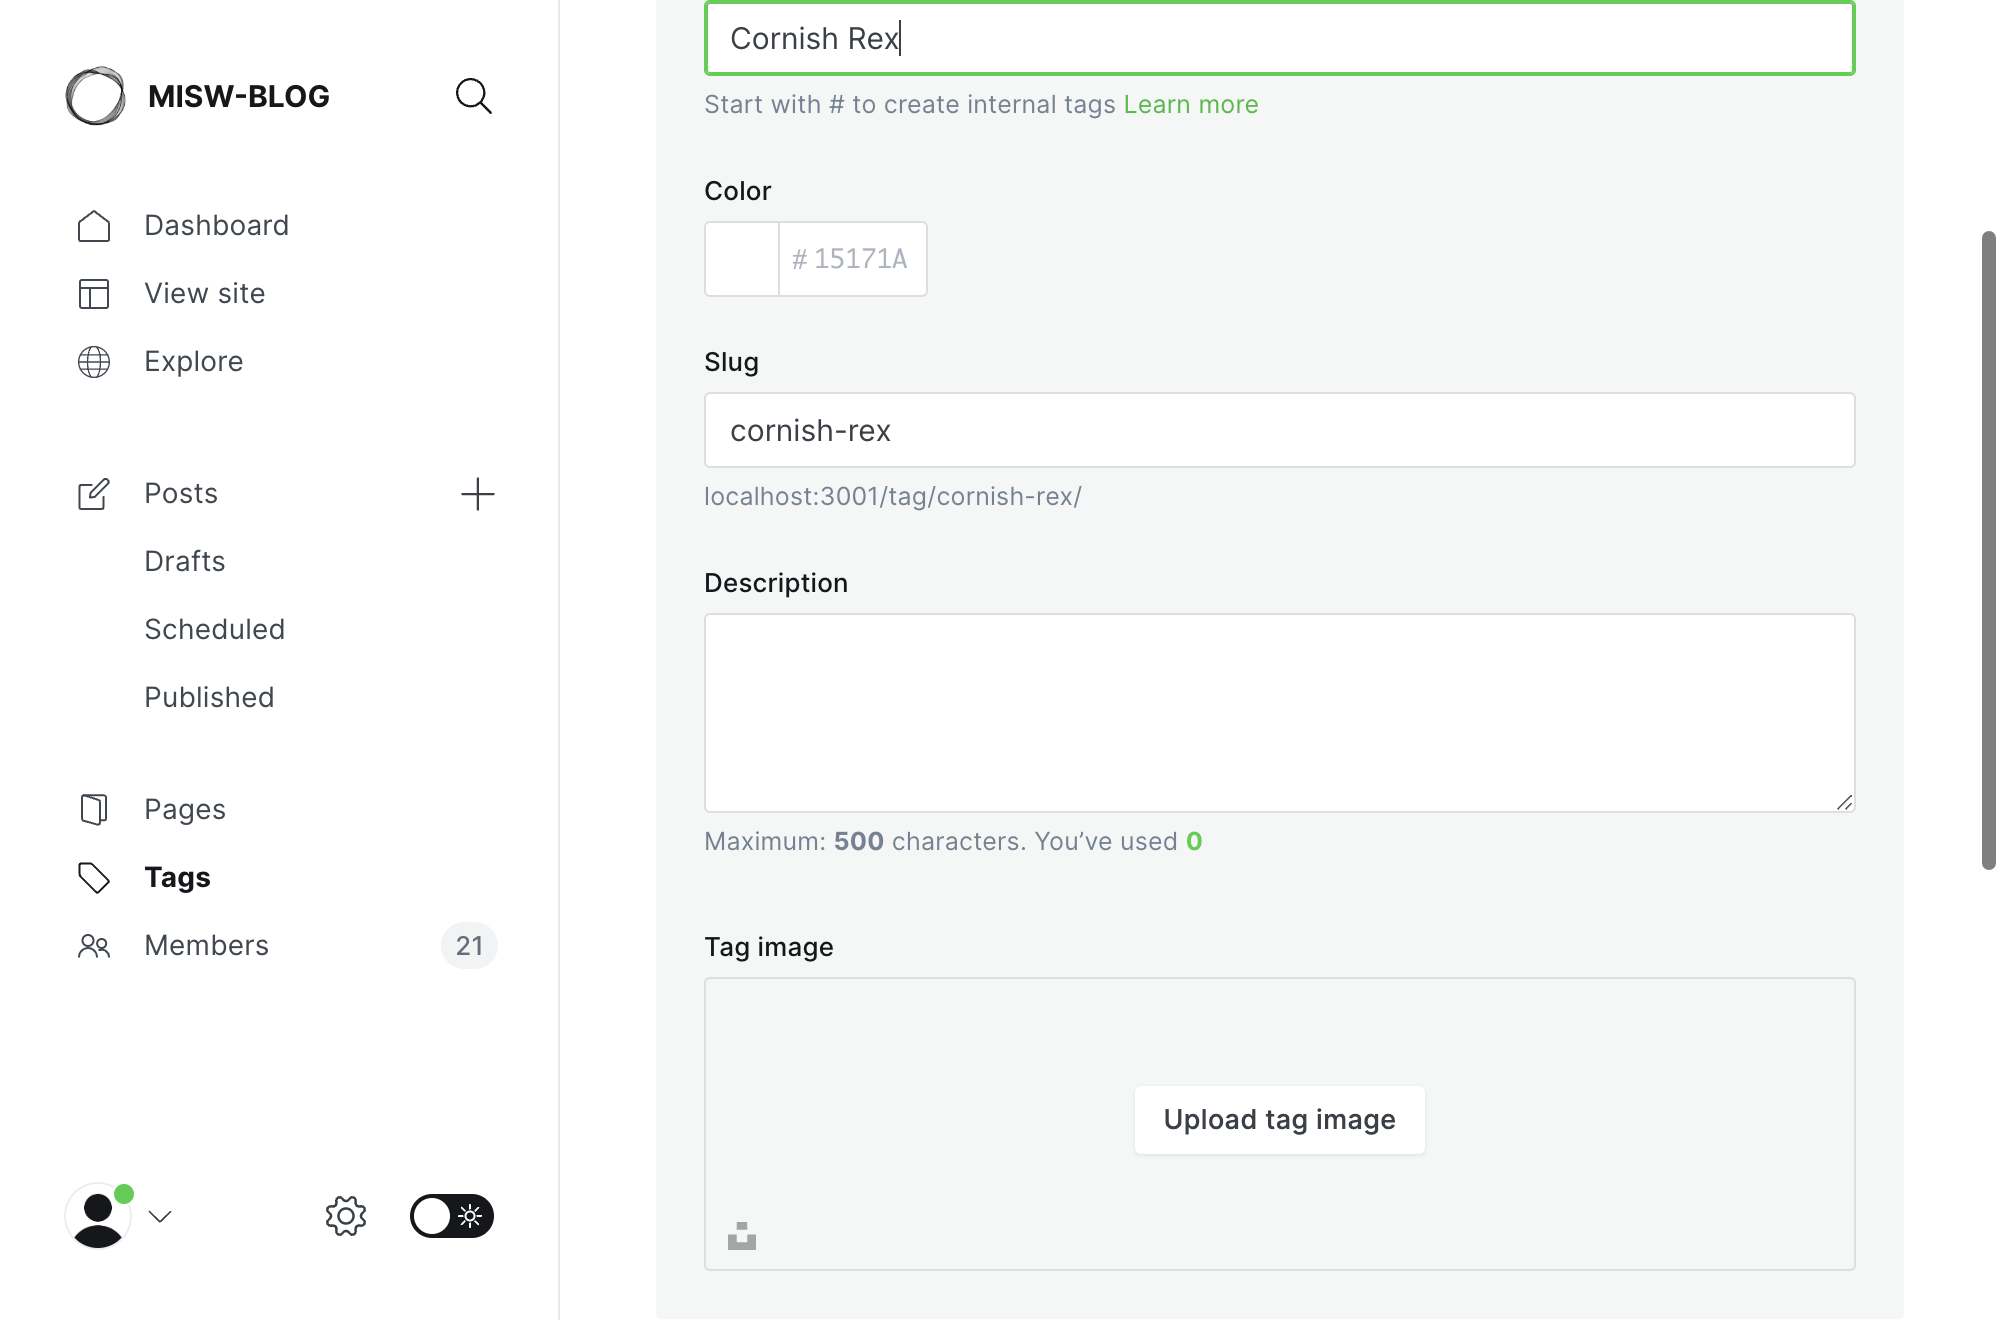 MISW-BLOG
Dashboard
View site
Explore
Posts
Drafts
Scheduled
Published
Pages
Tags
Members 21
Cornish Rex
Start with # to create internal tags Learn more
Color
# 15171A
Slug
cornish-rex
localhost:3001/tag/cornish-rex/
Description
Maximum: 500 characters. You’ve used 0
Tag image
Upload tag image